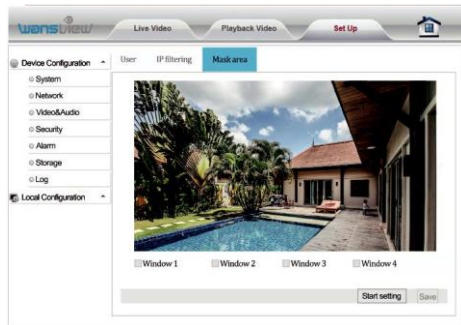 wansview
Live Video
Playback Video
Set Up
Device Configuration
System
Network
Video&Audio
Security
Alarm
Storage
Log
Local Configuration
User
IP filtering
Mask area
Window 1
Window 2
Window 3
Window 4
Start setting
Save